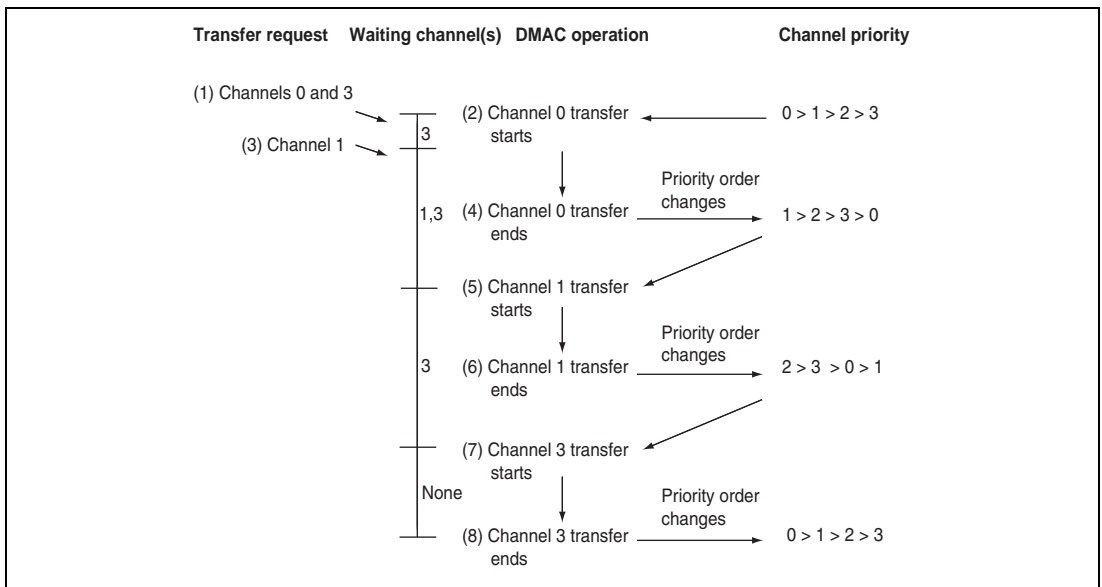 Transfer request Waiting channel(s) DMAC operation Channel priority
(1) Channels 0 and 3
(2) Channel 0 transfer
starts
0 > 1 > 2 > 3
3
(3) Channel 1
1,3
(4) Channel 0 transfer
ends
Priority order
changes
1 > 2 > 3 > 0
(5) Channel 1 transfer
starts
3
(6) Channel 1 transfer
ends
Priority order
changes
2 > 3 > 0 > 1
(7) Channel 3 transfer
starts
None
(8) Channel 3 transfer
ends
Priority order
changes
0 > 1 > 2 > 3